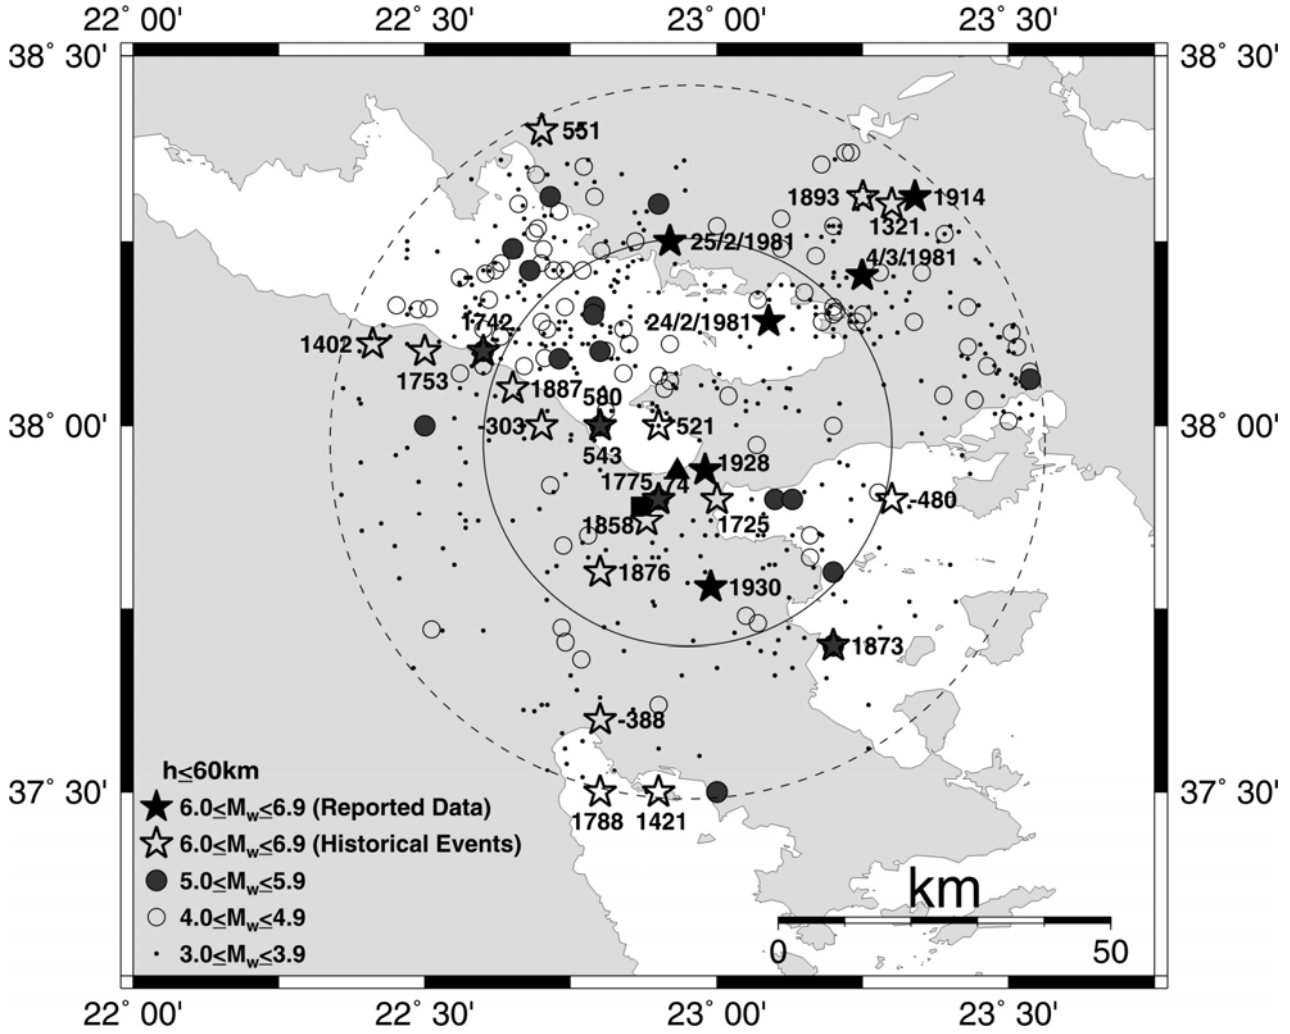 22° 00' 22° 30' 23° 00' 23° 30'
38° 30' 38° 30'
551
1893 1914
1321
25/2/1981
4/3/1981
1742 24/2/1981
1402
1753
1887 580
-303 521
543
1928
1775 74
-480
1858 1725
1876
1930
1873
-388
38° 00' 38° 00'
h≤60km
37° 30' 37° 30'
6.0≤Mw≤6.9 (Reported Data)
1788 1421
6.0≤Mw≤6.9 (Historical Events)
5.0≤Mw≤5.9
km
4.0≤Mw≤4.9
3.0≤Mw≤3.9
0 50
22° 00' 22° 30' 23° 00' 23° 30'